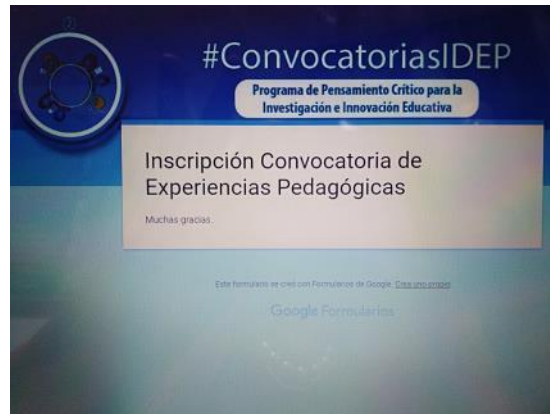 #ConvocatoriasIDEP
Programa de Pensamiento Crítico para la
Investigación e Innovación Educativa
Inscripción Convocatoria de
Experiencias Pedagógicas
Muchas gracias.
Este formulario se creó con Formularios de Google. Crea uno propio
Google Formularios